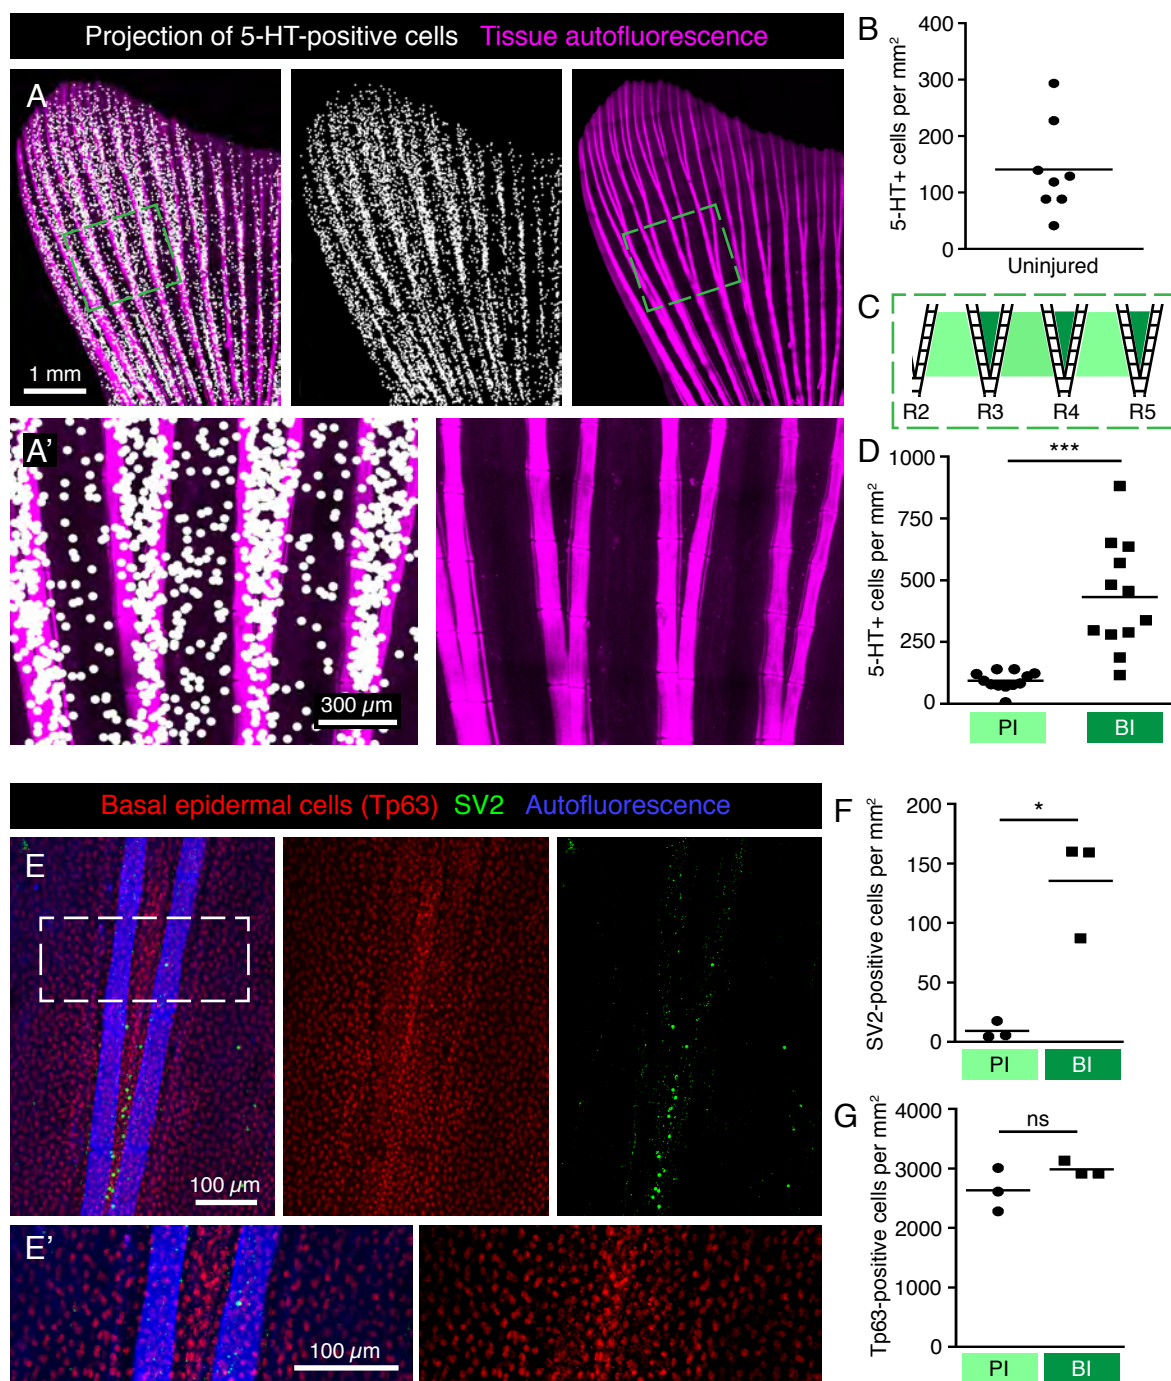 Projection of 5-HT-positive cells Tissue autofluorescence
A
1 mm
A'
300 µm
B
5-HT+ cells per mm²
400
300
200
100
0
Uninjured
C
R2 R3 R4 R5
D
***
5-HT+ cells per mm²
1000
750
500
250
0
PI BI
Basal epidermal cells (Tp63) SV2 Autofluorescence
E
100 µm
E'
100 µm
F
*
SV2-positive cells per mm²
200
150
100
50
0
PI BI
G
ns
Tp63-positive cells per mm²
4000
3000
2000
1000
0
PI BI